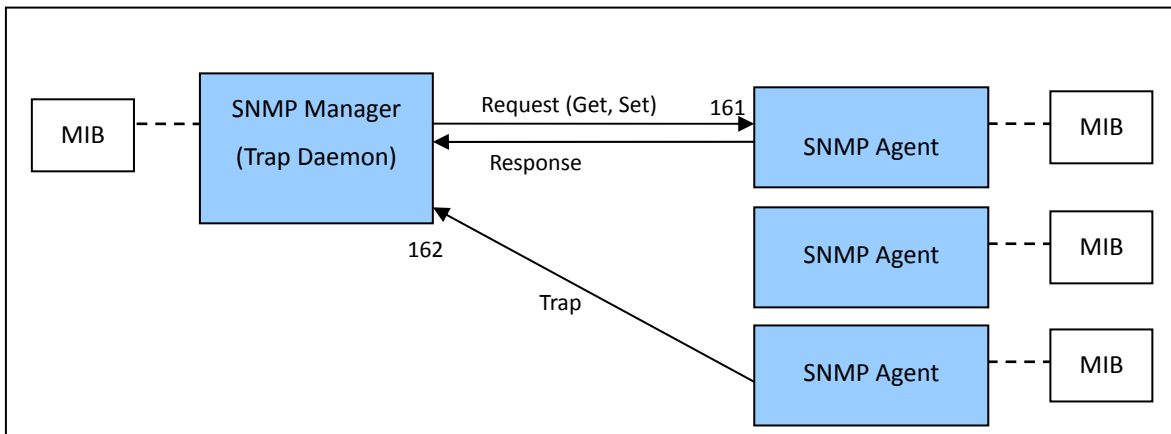 MIB
SNMP Manager
(Trap Daemon)
Request (Get, Set)
161
Response
162
Trap
SNMP Agent
MIB
SNMP Agent
MIB
SNMP Agent
MIB